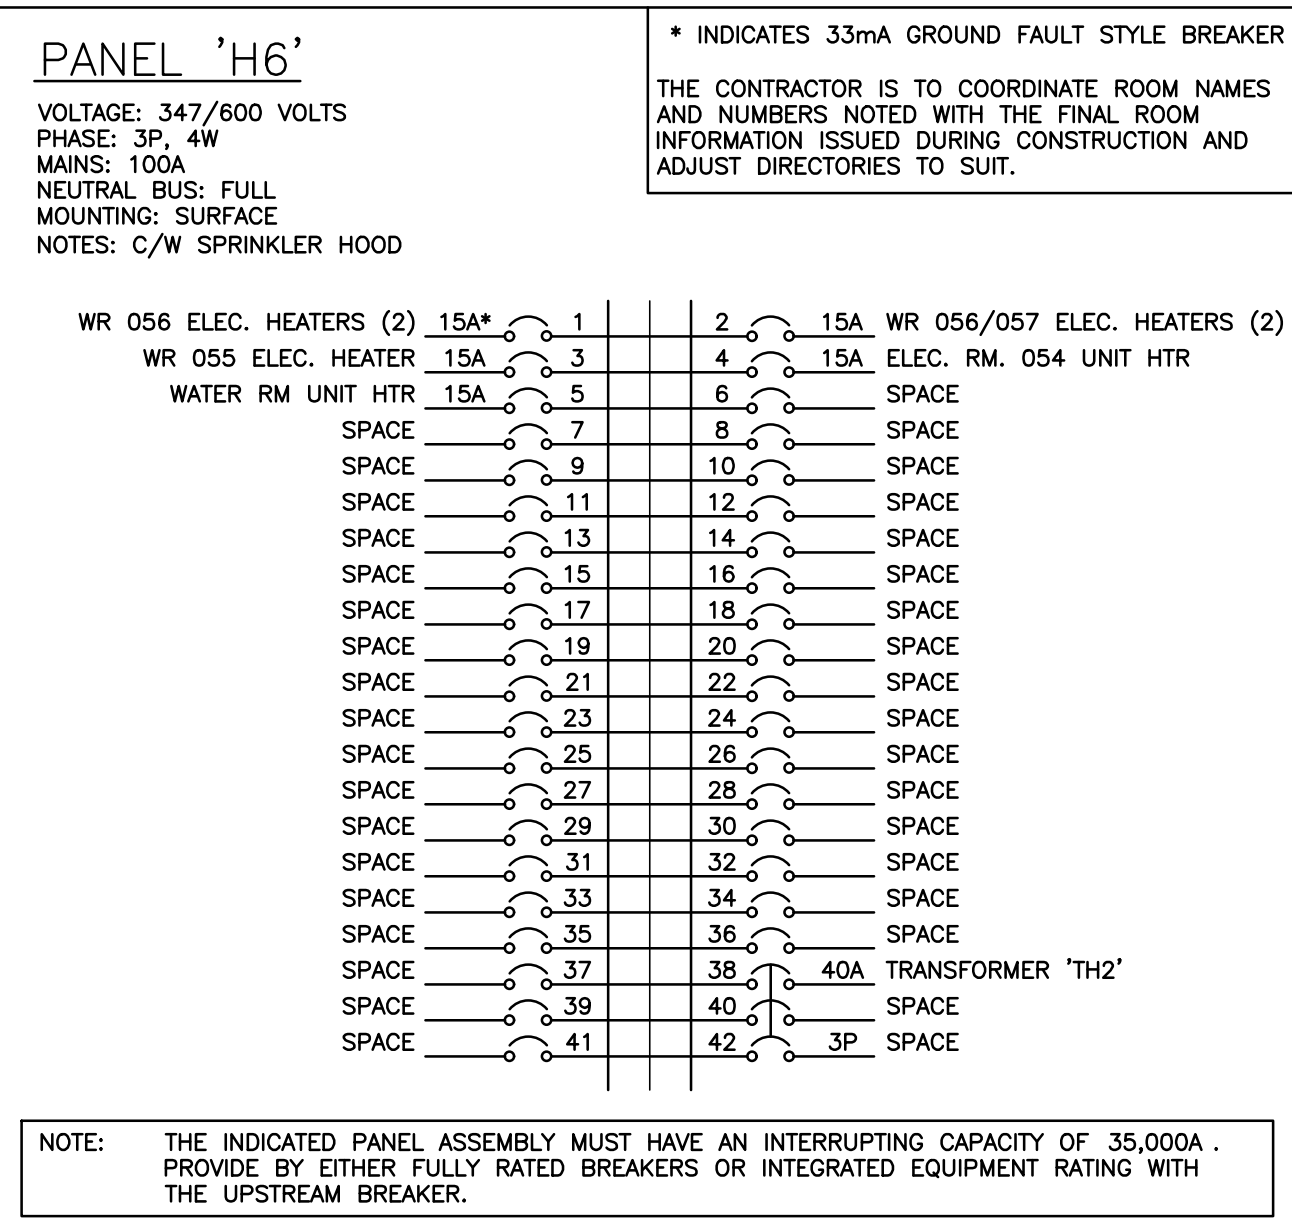 PANEL 'H6'
VOLTAGE: 347/600 VOLTS
PHASE: 3P, 4W
MAINS: 100A
NEUTRAL BUS: FULL
MOUNTING: SURFACE
NOTES: C/W SPRINKLER HOOD
* INDICATES 33mA GROUND FAULT STYLE BREAKER
THE CONTRACTOR IS TO COORDINATE ROOM NAMES
AND NUMBERS NOTED WITH THE FINAL ROOM
INFORMATION ISSUED DURING CONSTRUCTION AND
ADJUST DIRECTORIES TO SUIT.
WR 056 ELEC. HEATERS (2) 15A* 1 2 15A WR 056/057 ELEC. HEATERS (2)
WR 055 ELEC. HEATER 15A 3 4 15A ELEC. RM. 054 UNIT HTR
WATER RM UNIT HTR 15A 5 6 SPACE
SPACE 7 8 SPACE
SPACE 9 10 SPACE
SPACE 11 12 SPACE
SPACE 13 14 SPACE
SPACE 15 16 SPACE
SPACE 17 18 SPACE
SPACE 19 20 SPACE
SPACE 21 22 SPACE
SPACE 23 24 SPACE
SPACE 25 26 SPACE
SPACE 27 28 SPACE
SPACE 29 30 SPACE
SPACE 31 32 SPACE
SPACE 33 34 SPACE
SPACE 35 36 SPACE
SPACE 37 38 40A TRANSFORMER 'TH2'
SPACE 39 40 SPACE
SPACE 41 42 3P SPACE
NOTE: THE INDICATED PANEL ASSEMBLY MUST HAVE AN INTERRUPTING CAPACITY OF 35,000A .
PROVIDE BY EITHER FULLY RATED BREAKERS OR INTEGRATED EQUIPMENT RATING WITH
THE UPSTREAM BREAKER.